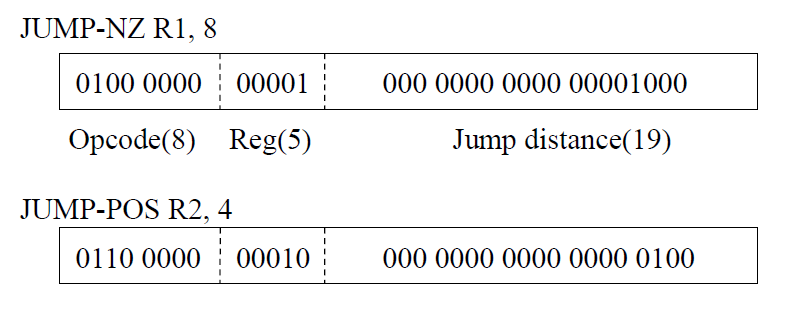 JUMP-NZ R1, 8
0100 0000 00001 000 0000 0000 00001000
Opcode(8) Reg(5) Jump distance(19)
JUMP-POS R2, 4
0110 0000 00010 000 0000 0000 0000 0100